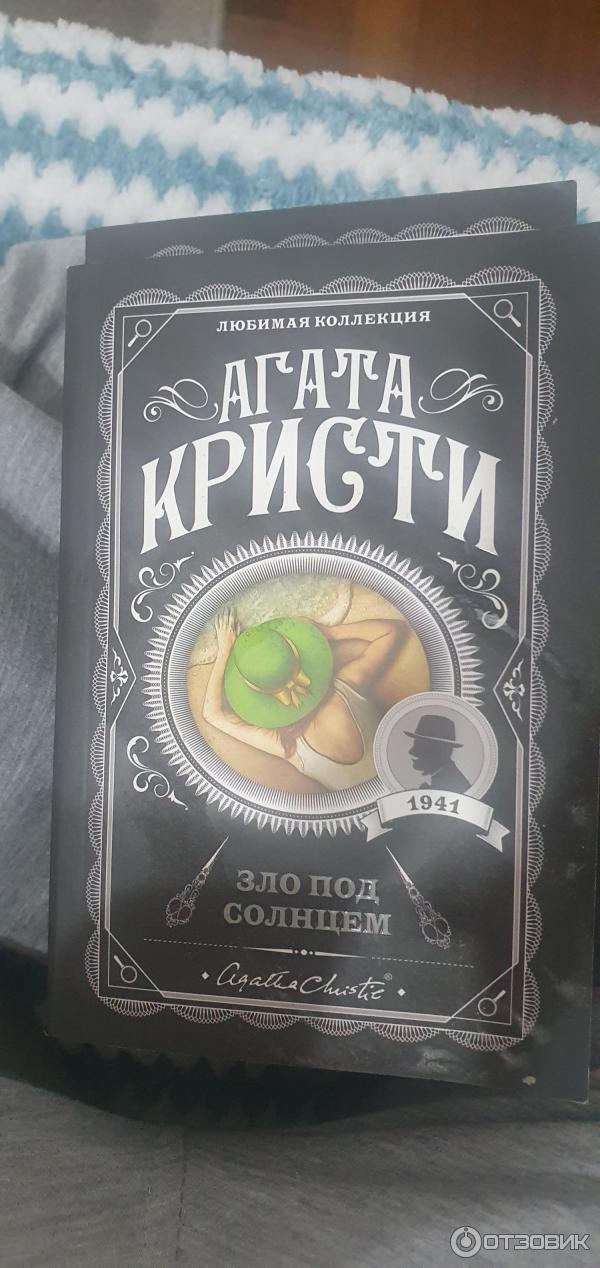 ЛЮБИМАЯ КОЛЛЕКЦИЯ
АГАТА
КРИСТИ
1941
ЗЛО ПОД
СОЛНЦЕМ
Agatha Christie®
ОТЗОВИК